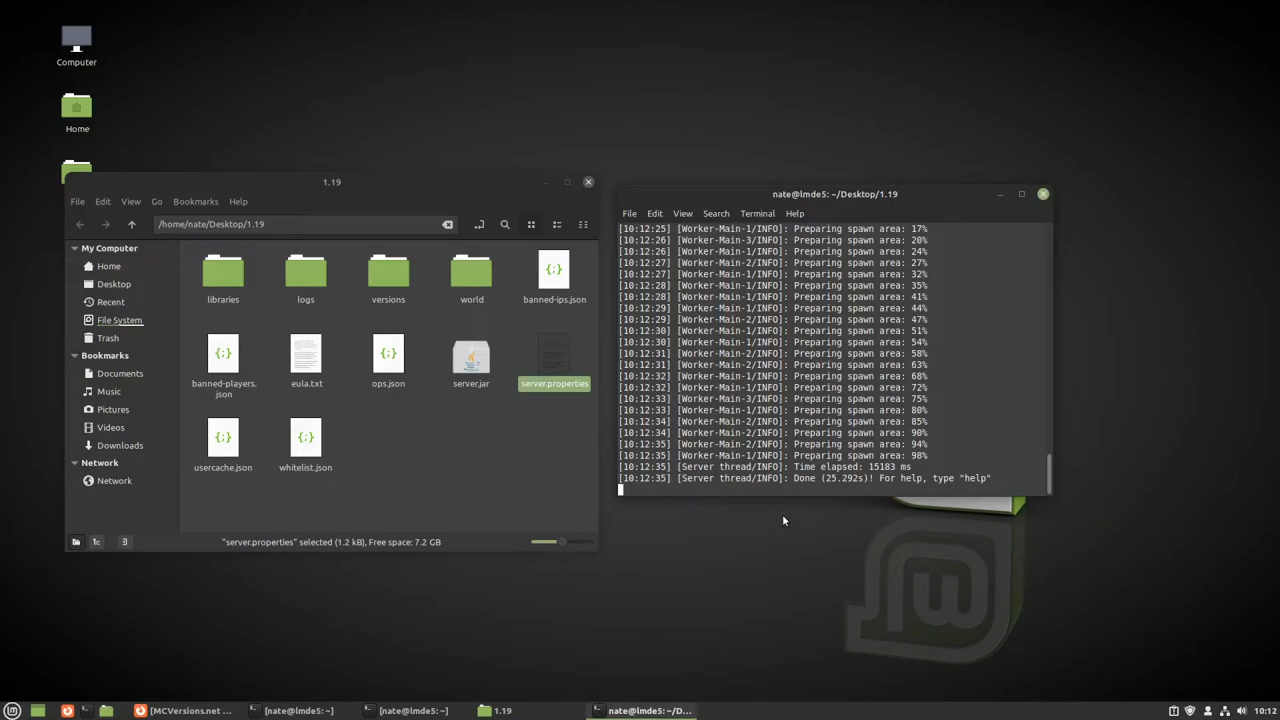 Computer
Home
1.19
File Edit View Go Bookmarks Help
/home/nate/Desktop/1.19
My Computer
Home
Desktop
Recent
File System
Trash
Bookmarks
Documents
Music
Pictures
Videos
Downloads
Network
Network
libraries
logs
versions
world
banned-ips.json
banned-players.
json
eula.txt
ops.json
server.jar
server.properties
usercache.json
whitelist.json
"server.properties" selected (1.2 kB), Free space: 7.2 GB
nate@lmde5: ~/Desktop/1.19
File Edit View Search Terminal Help
[10:12:25] [Worker-Main-1/INFO]: Preparing spawn area: 17%
[10:12:26] [Worker-Main-3/INFO]: Preparing spawn area: 20%
[10:12:26] [Worker-Main-1/INFO]: Preparing spawn area: 24%
[10:12:27] [Worker-Main-2/INFO]: Preparing spawn area: 27%
[10:12:27] [Worker-Main-1/INFO]: Preparing spawn area: 32%
[10:12:28] [Worker-Main-1/INFO]: Preparing spawn area: 35%
[10:12:28] [Worker-Main-1/INFO]: Preparing spawn area: 41%
[10:12:29] [Worker-Main-1/INFO]: Preparing spawn area: 44%
[10:12:29] [Worker-Main-2/INFO]: Preparing spawn area: 47%
[10:12:30] [Worker-Main-1/INFO]: Preparing spawn area: 51%
[10:12:30] [Worker-Main-1/INFO]: Preparing spawn area: 54%
[10:12:31] [Worker-Main-2/INFO]: Preparing spawn area: 58%
[10:12:31] [Worker-Main-2/INFO]: Preparing spawn area: 63%
[10:12:32] [Worker-Main-1/INFO]: Preparing spawn area: 68%
[10:12:32] [Worker-Main-1/INFO]: Preparing spawn area: 72%
[10:12:33] [Worker-Main-3/INFO]: Preparing spawn area: 75%
[10:12:33] [Worker-Main-1/INFO]: Preparing spawn area: 80%
[10:12:34] [Worker-Main-2/INFO]: Preparing spawn area: 85%
[10:12:34] [Worker-Main-2/INFO]: Preparing spawn area: 90%
[10:12:35] [Worker-Main-2/INFO]: Preparing spawn area: 94%
[10:12:35] [Worker-Main-1/INFO]: Preparing spawn area: 98%
[10:12:35] [Server thread/INFO]: Time elapsed: 15183 ms
[10:12:35] [Server thread/INFO]: Done (25.292s)! For help, type "help"
[MCVersions.net ...
[nate@lmde5: ~]
[nate@lmde5: ~]
1.19
nate@lmde5: ~/D...
10:12